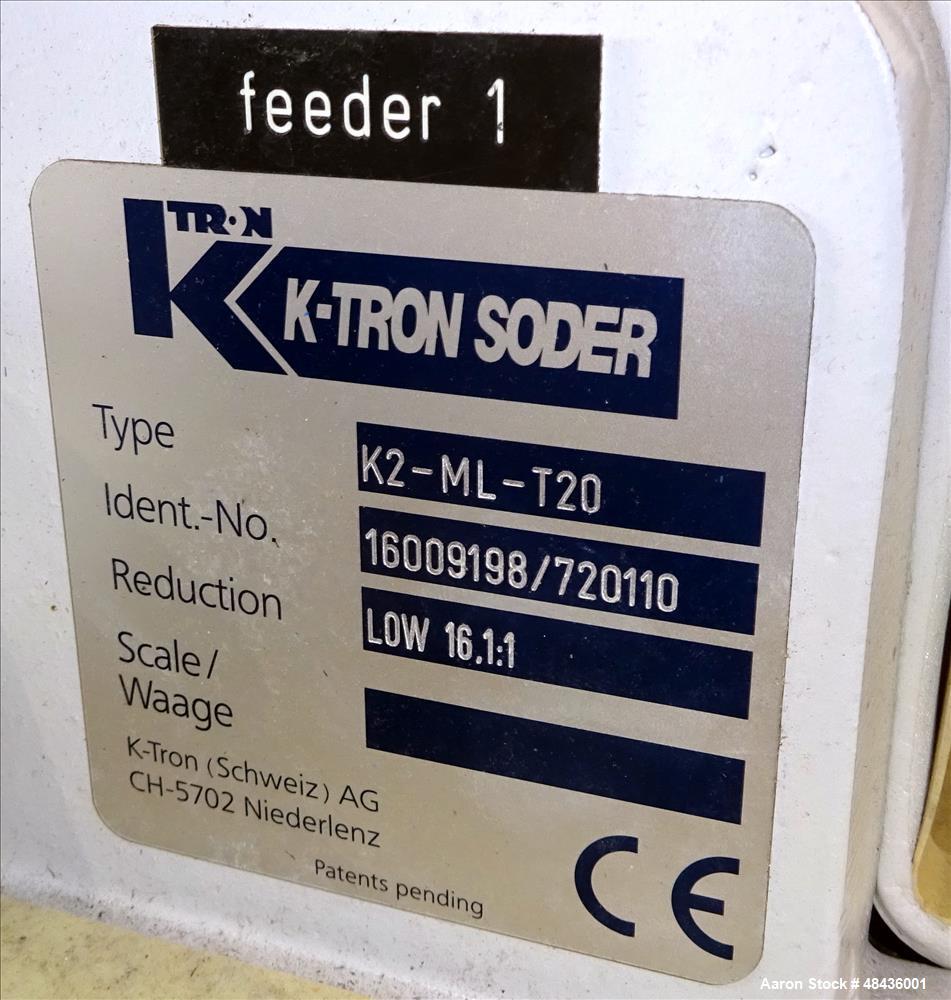 feeder 1
K TRON
K-TRON SODER
Type K2-ML-T20
Ident.-No. 16009198/720110
Reduction LOW 16.1:1
Scale/
Waage
K-Tron (Schweiz) AG
CH-5702 Niederlenz
Patents pending
CE
Aaron Stock # 48436001